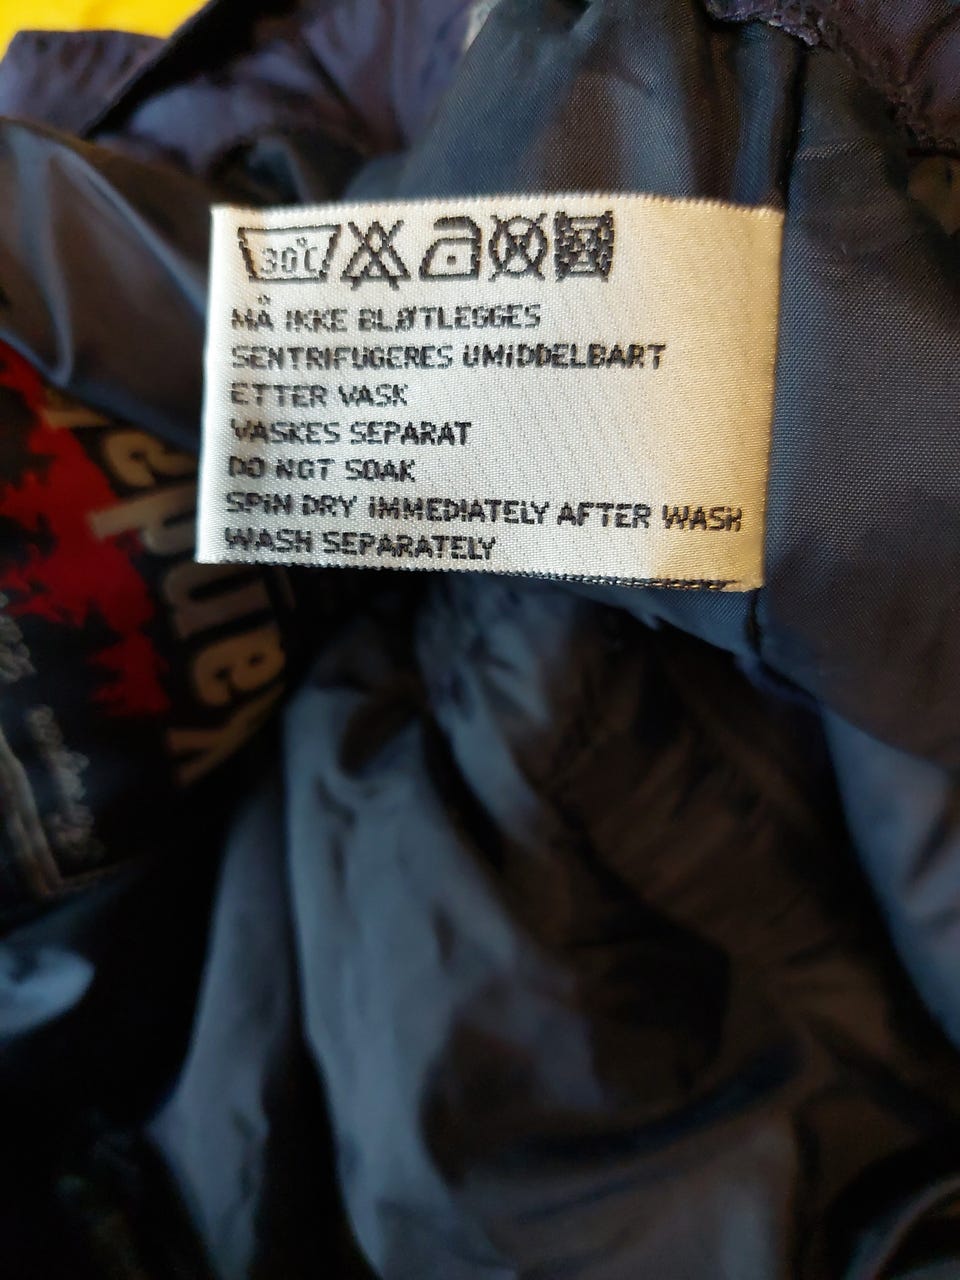 30°C
MÅ IKKE BLØTLEGGES
SENTRIFUGERES UMIDDELBART
ETTER VASK
VASKES SEPARAT
DO NOT SOAK
SPIN DRY IMMEDIATELY AFTER WASH
WASH SEPARATELY